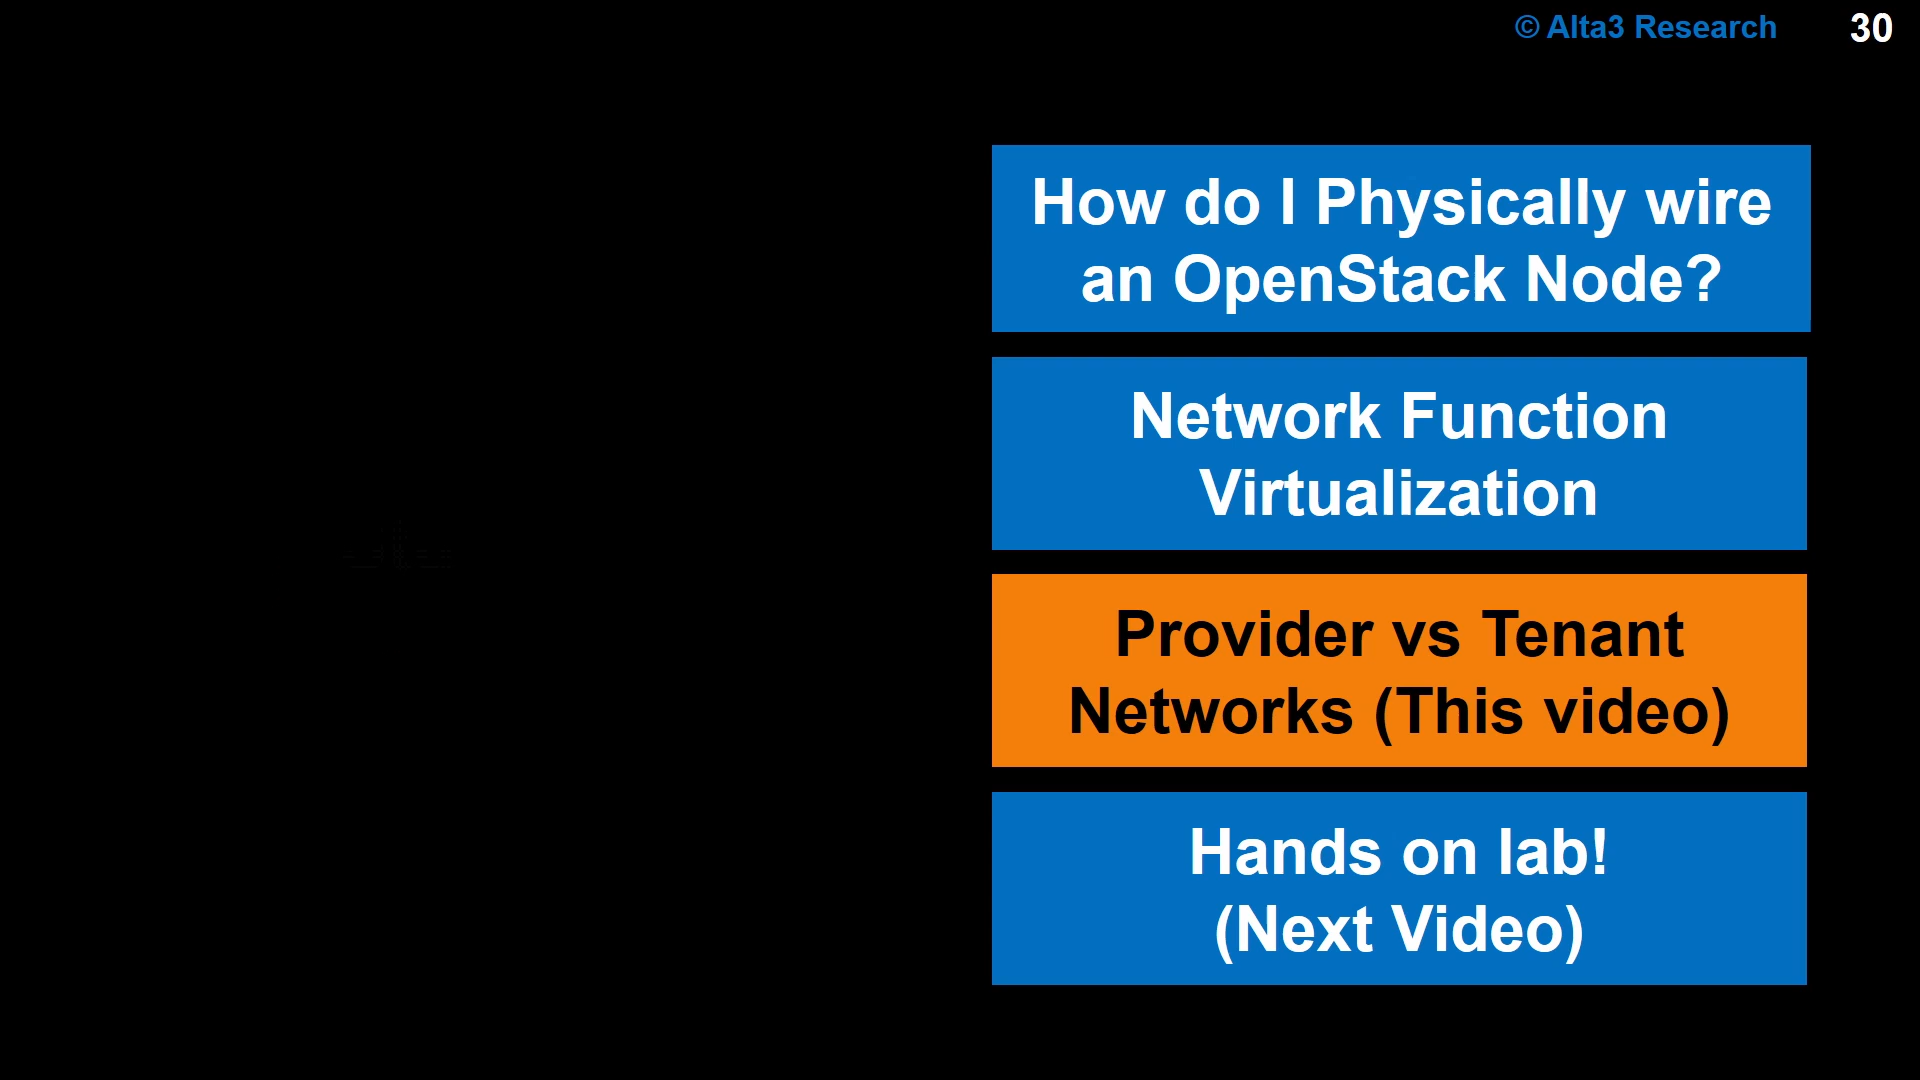 © Alta3 Research 30
How do I Physically wire
an OpenStack Node?
Network Function
Virtualization
Provider vs Tenant
Networks (This video)
Hands on lab!
(Next Video)